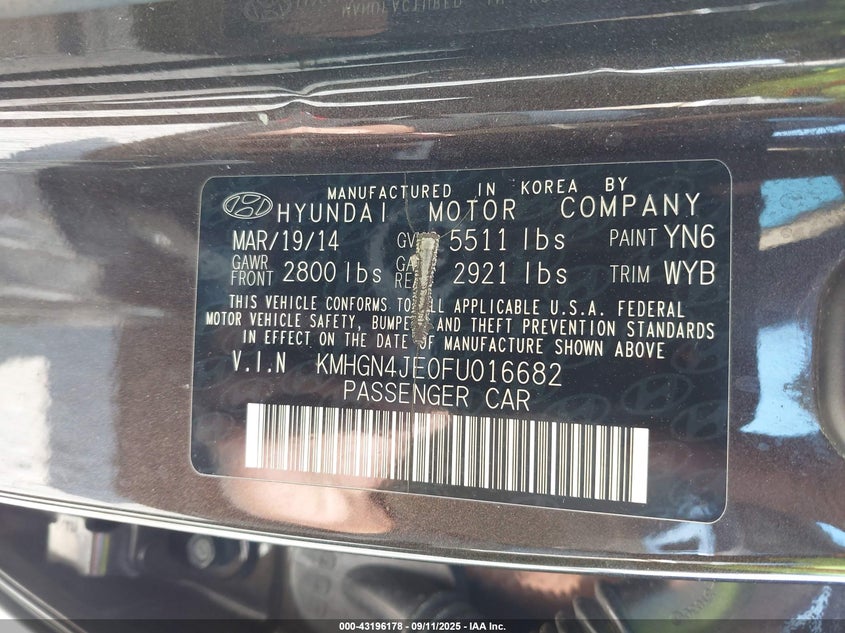 MANUFACTURED IN KOREA BY
HYUNDAI MOTOR COMPANY
MAR/19/14 5511 lbs PAINT YN6
GAWR FRONT 2800 lbs 2921 lbs TRIM WYB
THIS VEHICLE CONFORMS TO ALL APPLICABLE U.S.A. FEDERAL
MOTOR VEHICLE SAFETY, BUMPER AND THEFT PREVENTION STANDARDS
IN EFFECT ON THE DATE OF MANUFACTURE SHOWN ABOVE
V.I.N KMHGN4JE0FU016682
PASSENGER CAR
000-43196178 - 09/11/2025 - IAA Inc.